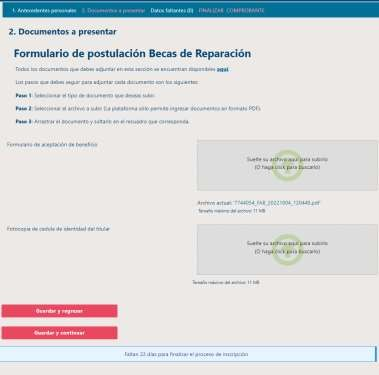 1. Antecedentes personales 2. Documentos a presentar Datos faltantes (0) FINALIZAR COMPROBANTE
2. Documentos a presentar
Formulario de postulación Becas de Reparación
Todos los documentos que debes adjuntar en esta sección se encuentran disponibles aquí.
Los pasos que debes seguir para adjuntar cada documento son los siguientes:
Paso 1: Seleccionar el tipo de documento que deseas subir.
Paso 2: Seleccionar el archivo a subir (La plataforma sólo permite ingresar documentos en formato PDF).
Paso 3: Arrastrar el documento y soltarlo en el recuadro que corresponda.
Formulario de aceptación de beneficio
Suelte su archivo aquí para subirlo
(O haga click para buscarlo)
Archivo actual: 7744054_FAB_20221004_120448.pdf
Tamaño máximo del archivo: 11 MB
Fotocopia de cedula de identidad del titular
Suelte su archivo aquí para subirlo
(O haga click para buscarlo)
Tamaño máximo del archivo: 11 MB
Guardar y regresar
Guardar y continuar
Faltan 22 días para finalizar el proceso de inscripción